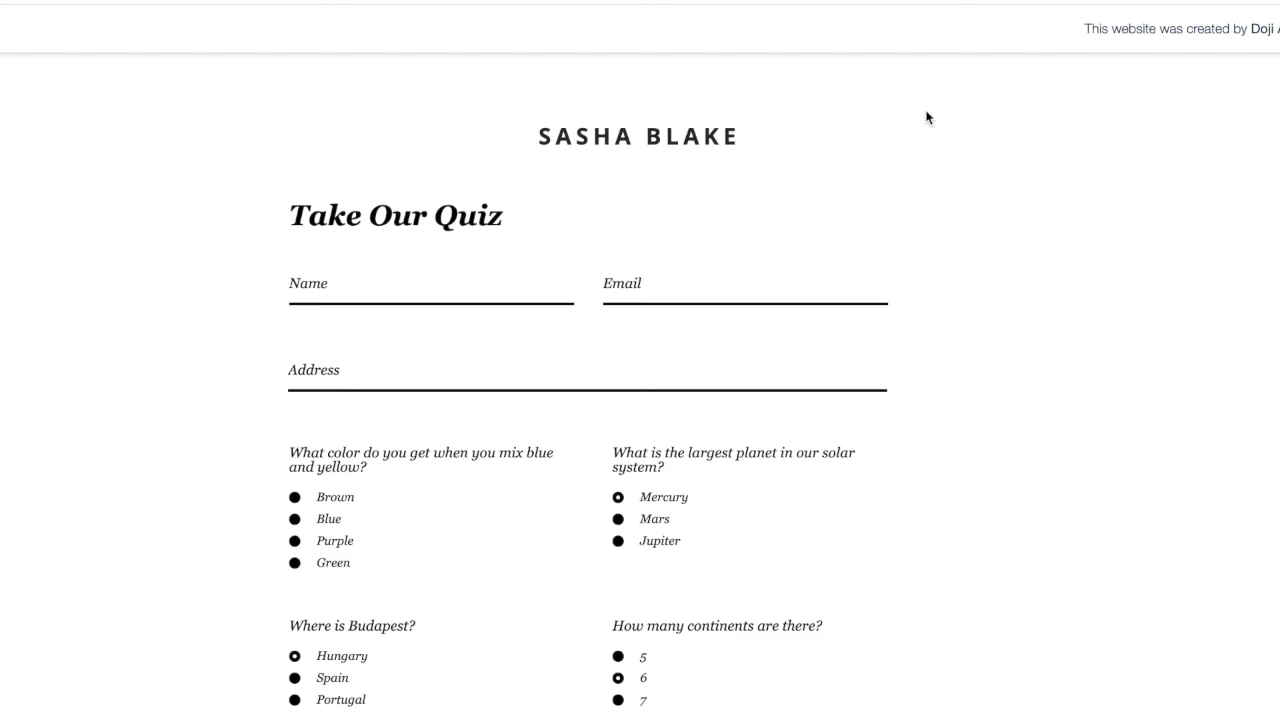 This website was created by Doji
SASHA BLAKE
Take Our Quiz
Name
Email
Address
What color do you get when you mix blue
and yellow?
Brown
Blue
Purple
Green
What is the largest planet in our solar
system?
Mercury
Mars
Jupiter
Where is Budapest?
Hungary
Spain
Portugal
How many continents are there?
5
6
7